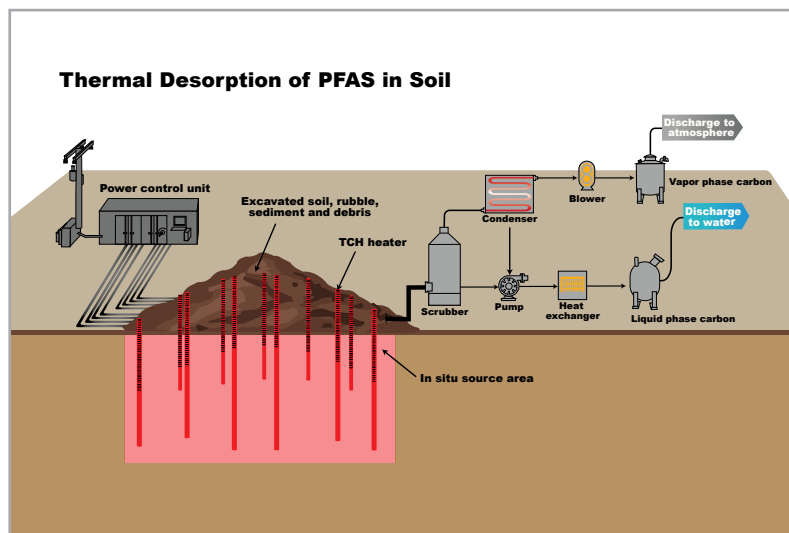 Thermal Desorption of PFAS in Soil
Discharge to
atmosphere
Power control unit
Excavated soil, rubble,
sediment and debris
Condenser
Blower
Vapor phase carbon
Discharge
to water
TCH heater
Scrubber
Pump
Heat
exchanger
Liquid phase carbon
In situ source area